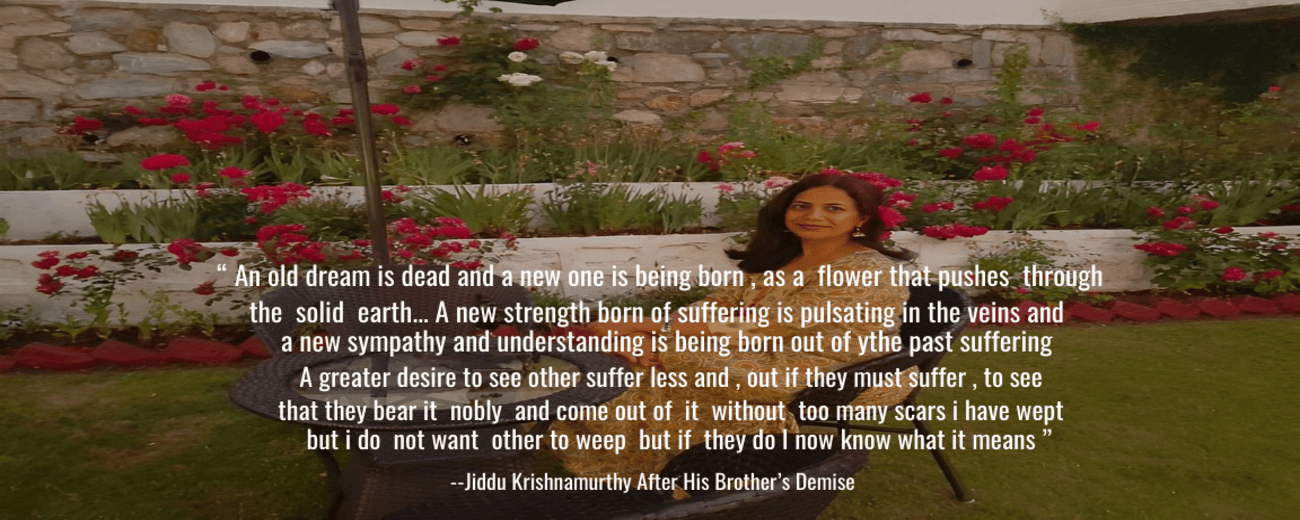 “ An old dream is dead and a new one is being born , as a flower that pushes through
the solid earth... A new strength born of suffering is pulsating in the veins and
a new sympathy and understanding is being born out of ythe past suffering
A greater desire to see other suffer less and , out if they must suffer , to see
that they bear it nobly and come out of it without too many scars i have wept
but i do not want other to weep but if they do I now know what it means ”
--Jiddu Krishnamurthy After His Brother’s Demise